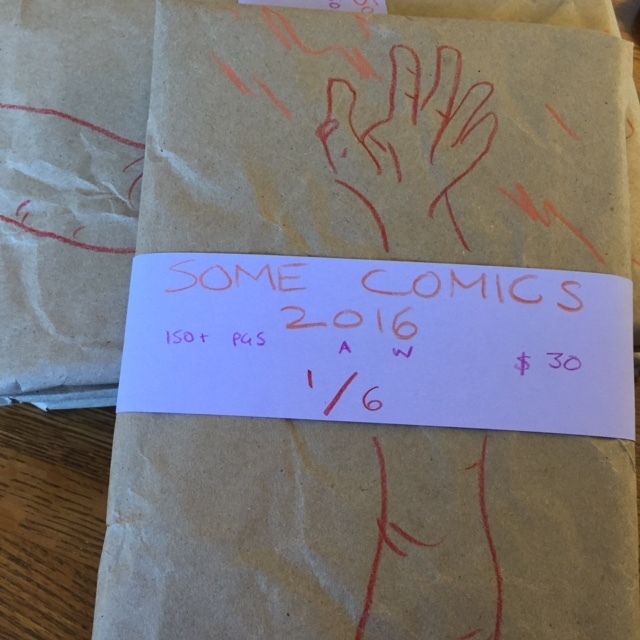 SOME COMICS
2016
150+ PGS A W $ 30
1/6